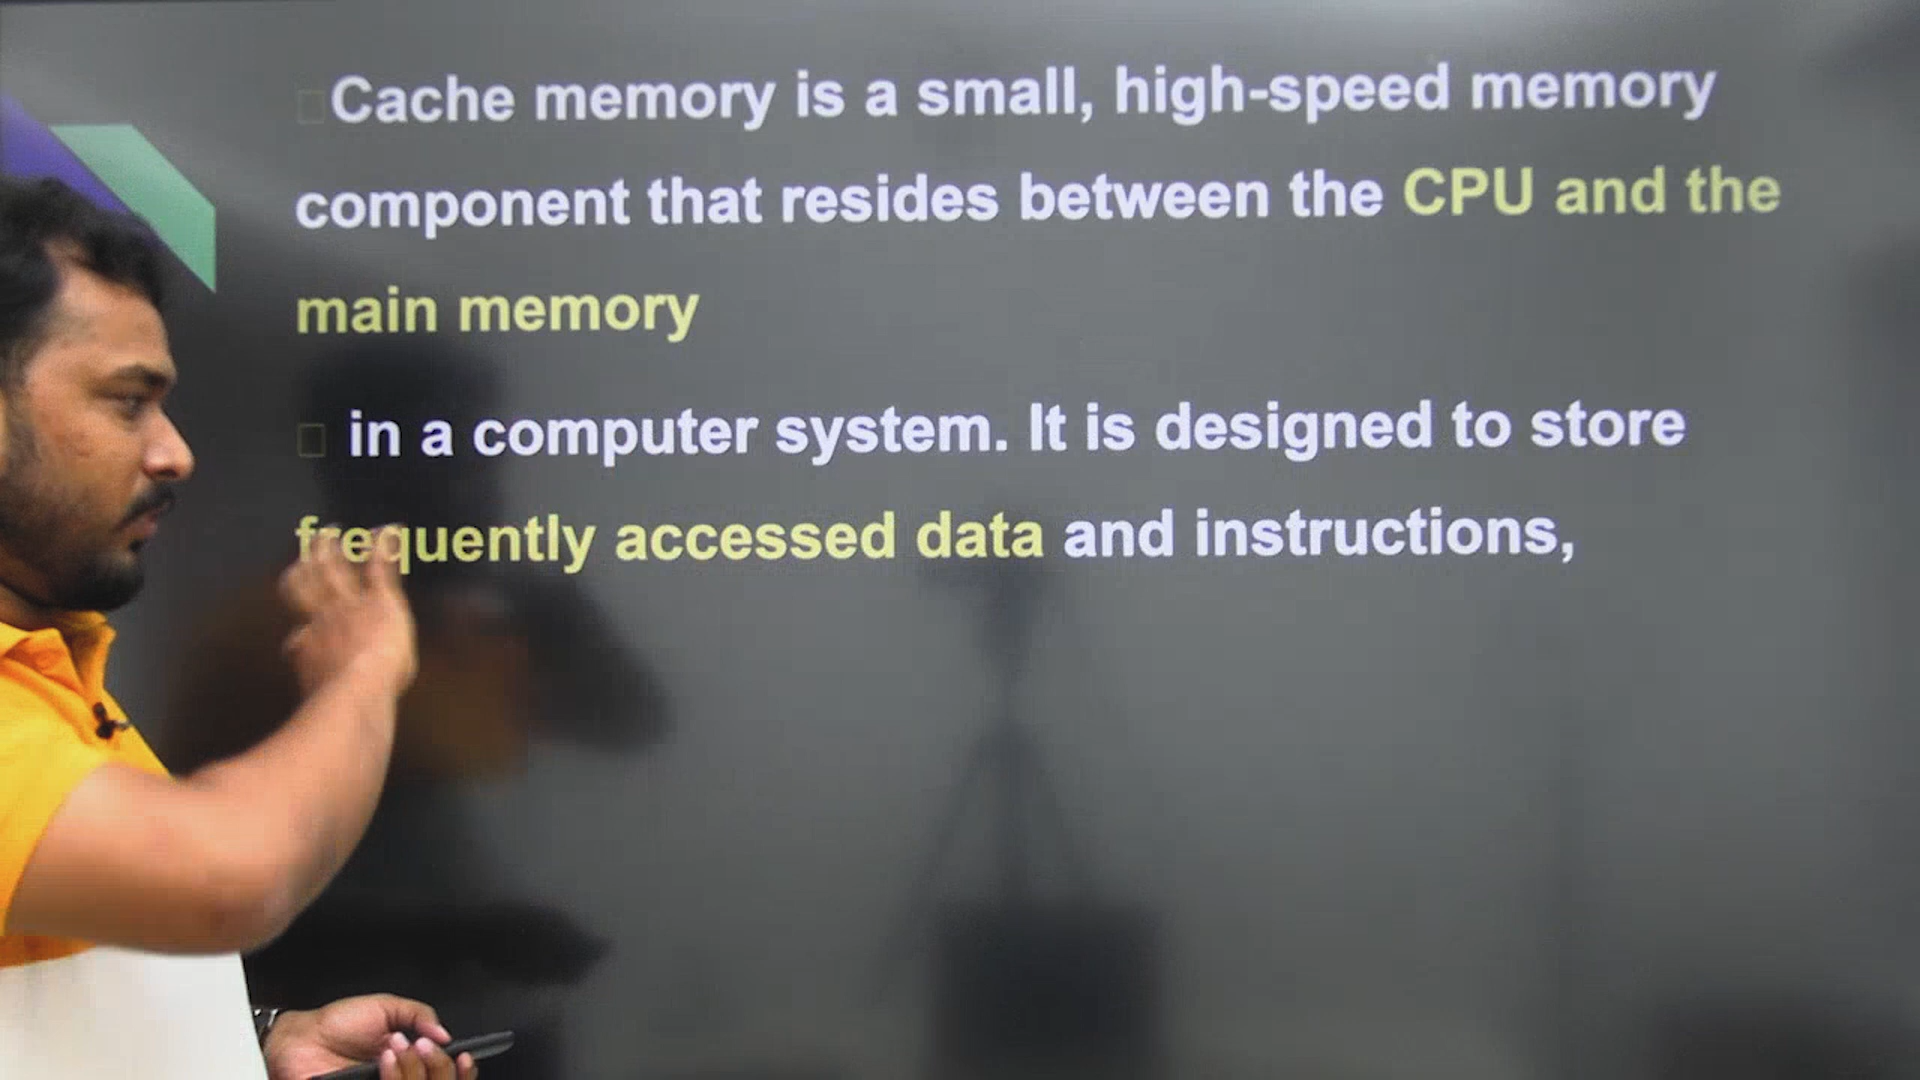 Cache memory is a small, high-speed memory
component that resides between the CPU and the
main memory
in a computer system. It is designed to store
frequently accessed data and instructions,